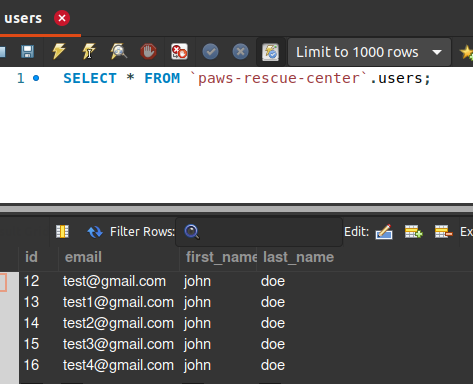 users
Limit to 1000 rows
1 SELECT * FROM `paws-rescue-center`.users;
Filter Rows: Edit: Ex
id email first_name last_name
12 test@gmail.com john doe
13 test1@gmail.com john doe
14 test2@gmail.com john doe
15 test3@gmail.com john doe
16 test4@gmail.com john doe